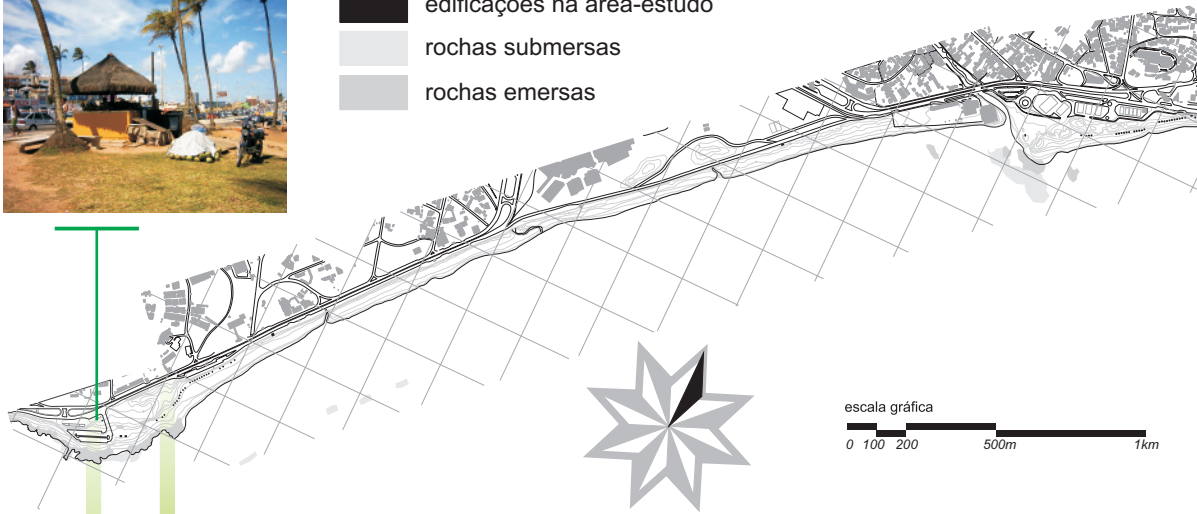 edificações na área-estudo
rochas submersas
rochas emersas
escala gráfica
0 100 200 500m 1km